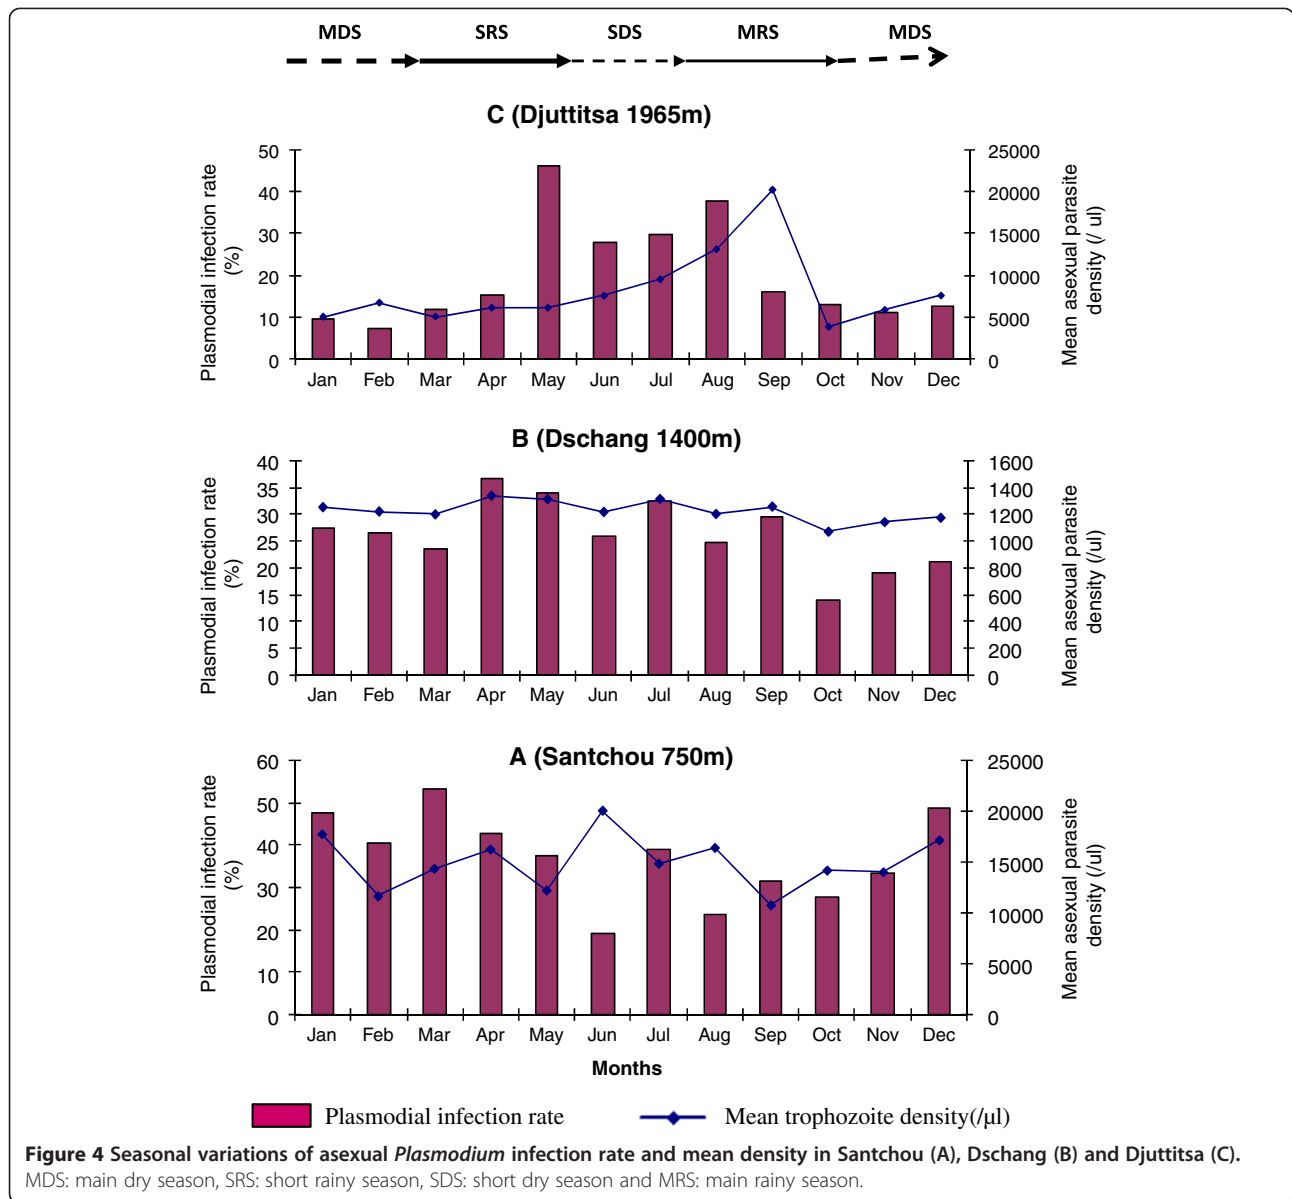 MDS SRS SDS MRS MDS
C (Djuttitsa 1965m)
Plasmodial infection rate
(%)
50
40
30
20
10
0
25000
20000
15000
10000
5000
0
Mean asexual parasite
density (/ ul)
Jan Feb Mar Apr May Jun Jul Aug Sep Oct Nov Dec
B (Dschang 1400m)
Plasmodial infection rate
(%)
40
35
30
25
20
15
10
5
0
1600
1400
1200
1000
800
600
400
200
0
Mean asexual parasite
density (/ul)
Jan Feb Mar Apr May Jun Jul Aug Sep Oct Nov Dec
A (Santchou 750m)
Plasmodial infection rate
(%)
60
50
40
30
20
10
0
25000
20000
15000
10000
5000
0
Mean asexual parasite
density (/ul)
Jan Feb Mar Apr May Jun Jul Aug Sep Oct Nov Dec
Months
Plasmodial infection rate Mean trophozoite density(/µl)
Figure 4 Seasonal variations of asexual Plasmodium infection rate and mean density in Santchou (A), Dschang (B) and Djuttitsa (C).
MDS: main dry season, SRS: short rainy season, SDS: short dry season and MRS: main rainy season.